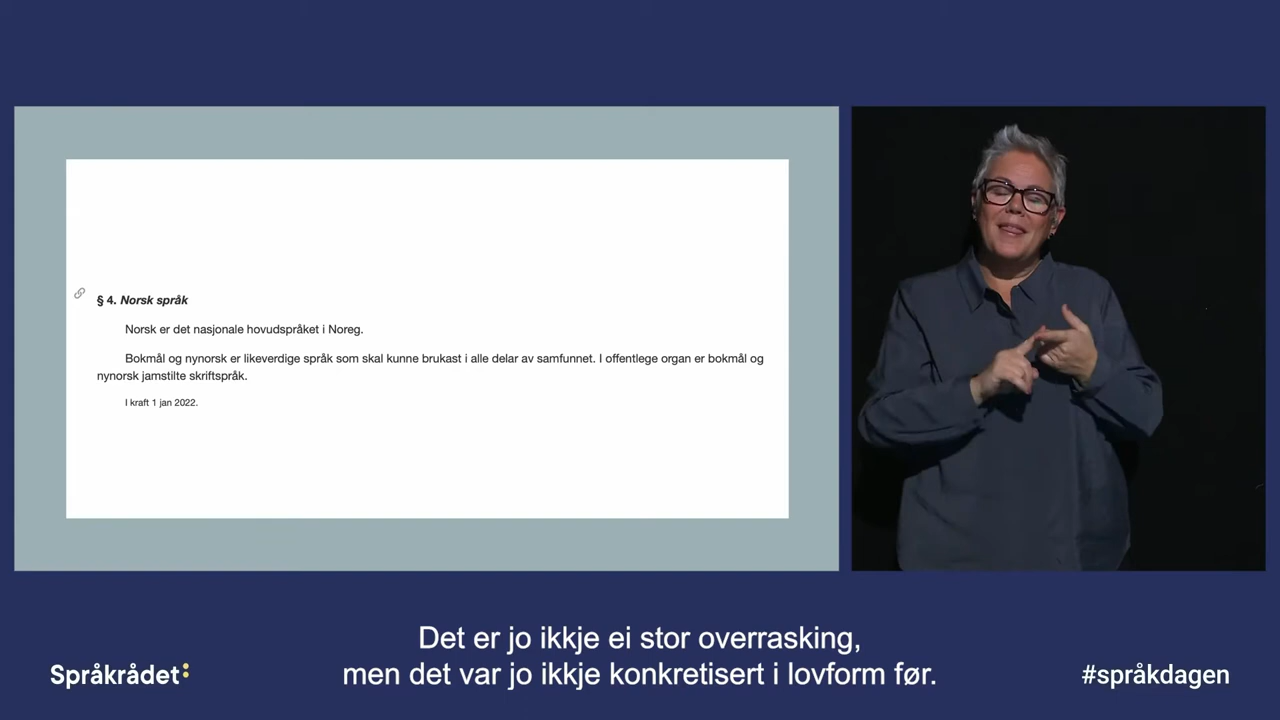 § 4. Norsk språk
Norsk er det nasjonale hovudspråket i Noreg.
Bokmål og nynorsk er likeverdige språk som skal kunne brukast i alle delar av samfunnet. I offentlege organ er bokmål og
nynorsk jamstilte skriftspråk.
I kraft 1 jan 2022.
Det er jo ikkje ei stor overrasking,
men det var jo ikkje konkretisert i lovform før.
Språkrådet:
#språkdagen